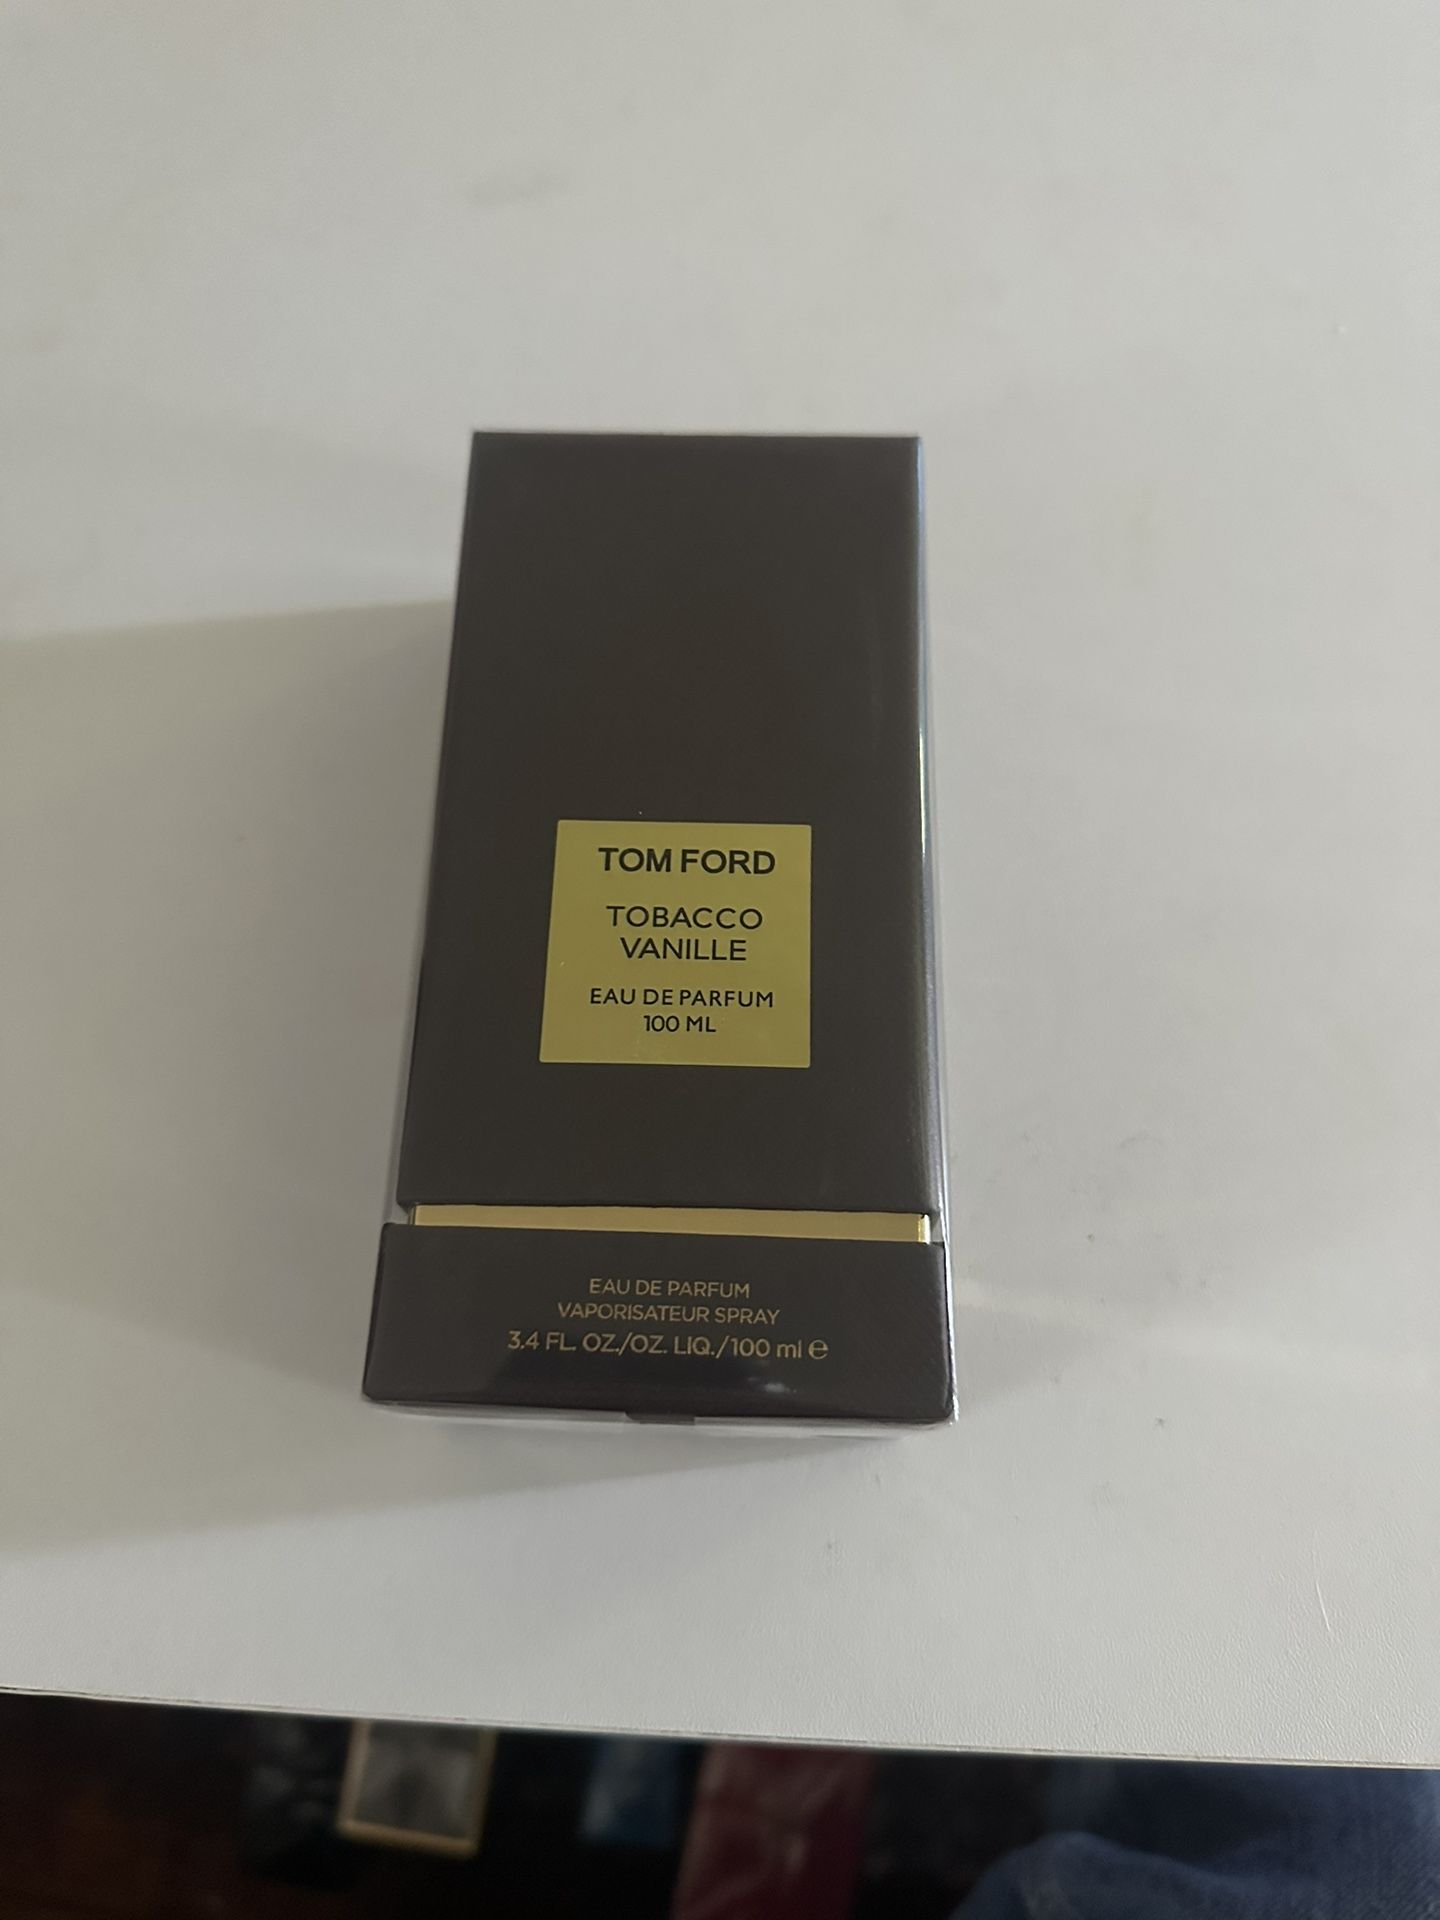 TOM FORD
TOBACCO
VANILLE
EAU DE PARFUM
100 ML
EAU DE PARFUM
VAPORISATEUR SPRAY
3.4 FL. OZ./OZ. LIQ./100 ml ℮